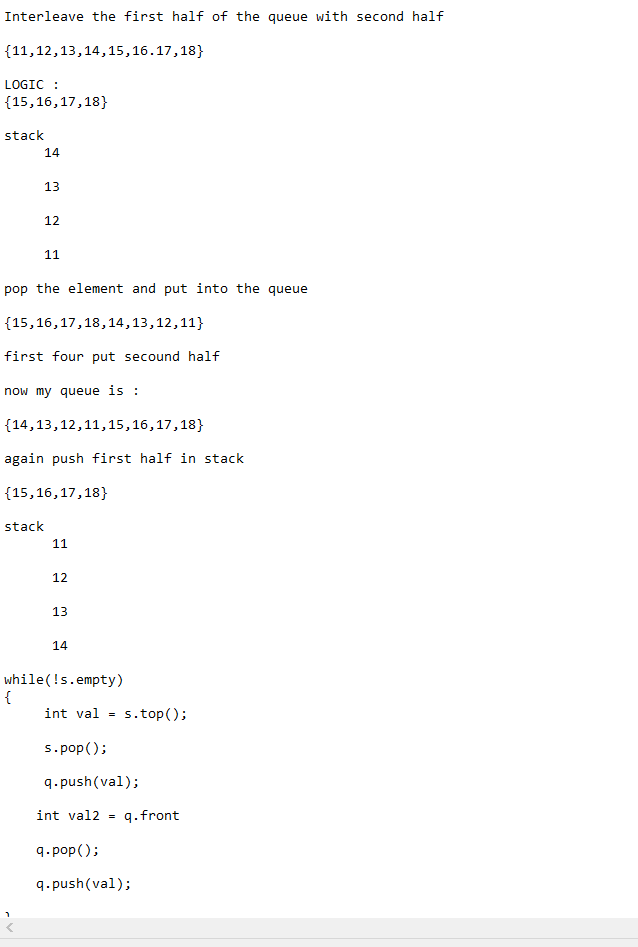 Interleave the first half of the queue with second half
{11,12,13,14,15,16.17,18}
LOGIC :
{15,16,17,18}
stack
14
13
12
11
pop the element and put into the queue
{15,16,17,18,14,13,12,11}
first four put secound half
now my queue is :
{14,13,12,11,15,16,17,18}
again push first half in stack
{15,16,17,18}
stack
11
12
13
14
while(!s.empty)
{
int val = s.top();
s.pop();
q.push(val);
int val2 = q.front
q.pop();
q.push(val);